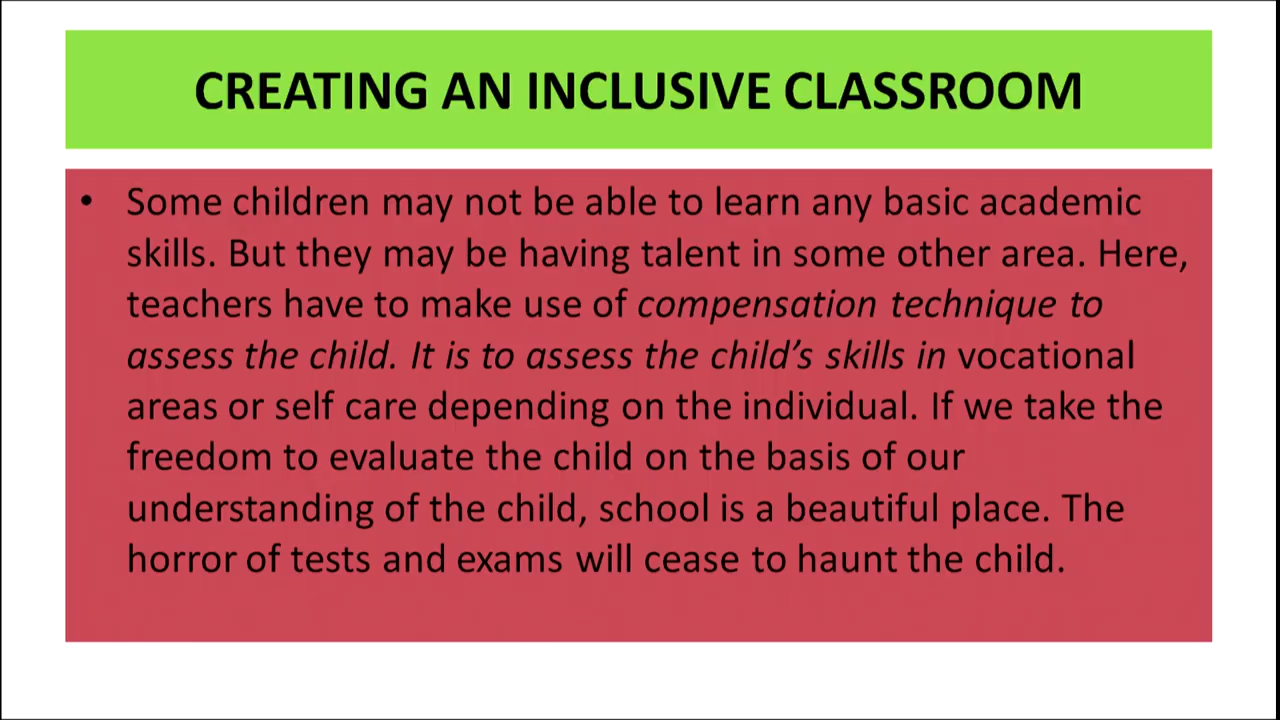 CREATING AN INCLUSIVE CLASSROOM
• Some children may not be able to learn any basic academic
skills. But they may be having talent in some other area. Here,
teachers have to make use of compensation technique to
assess the child. It is to assess the child’s skills in vocational
areas or self care depending on the individual. If we take the
freedom to evaluate the child on the basis of our
understanding of the child, school is a beautiful place. The
horror of tests and exams will cease to haunt the child.